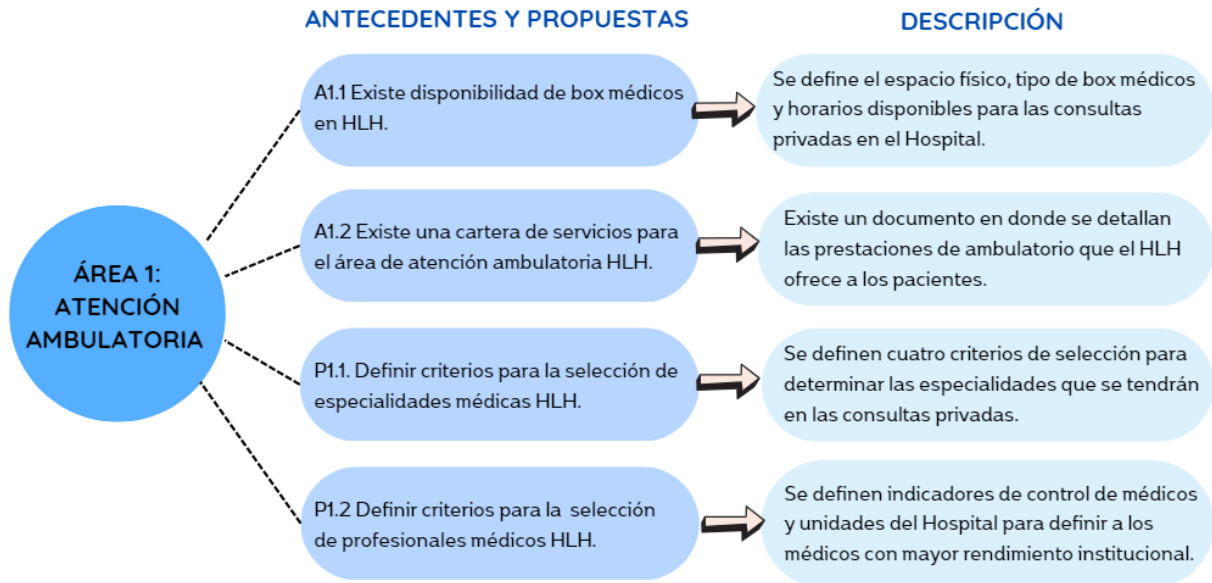 ANTECEDENTES Y PROPUESTAS
DESCRIPCIÓN
ÁREA 1:
ATENCIÓN
AMBULATORIA
A1.1 Existe disponibilidad de box médicos
en HLH.
Se define el espacio físico, tipo de box médicos
y horarios disponibles para las consultas
privadas en el Hospital.
A1.2 Existe una cartera de servicios para
el área de atención ambulatoria HLH.
Existe un documento en donde se detallan
las prestaciones de ambulatorio que el HLH
ofrece a los pacientes.
P1.1. Definir criterios para la selección de
especialidades médicas HLH.
Se definen cuatro criterios de selección para
determinar las especialidades que se tendrán
en las consultas privadas.
P1.2 Definir criterios para la selección
de profesionales médicos HLH.
Se definen indicadores de control de médicos
y unidades del Hospital para definir a los
médicos con mayor rendimiento institucional.